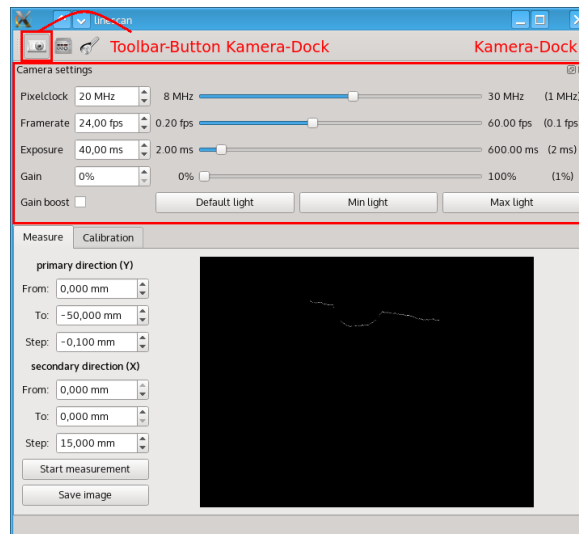 linescan
Toolbar-Button Kamera-Dock Kamera-Dock
Camera settings
Pixelclock 20 MHz 8 MHz 30 MHz (1 MHz)
Framerate 24,00 fps 0.20 fps 60.00 fps (0.1 fps
Exposure 40,00 ms 2.00 ms 600.00 ms (2 ms)
Gain 0% 0% 100% (1%)
Gain boost Default light Min light Max light
Measure Calibration
primary direction (Y)
From: 0,000 mm
To: -50,000 mm
Step: -0,100 mm
secondary direction (X)
From: 0,000 mm
To: 0,000 mm
Step: 15,000 mm
Start measurement
Save image